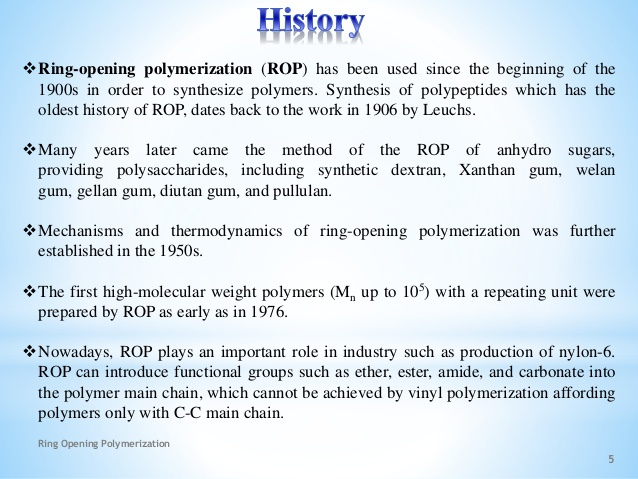 History
❖Ring-opening polymerization (ROP) has been used since the beginning of the
1900s in order to synthesize polymers. Synthesis of polypeptides which has the
oldest history of ROP, dates back to the work in 1906 by Leuchs.
❖Many years later came the method of the ROP of anhydro sugars,
providing polysaccharides, including synthetic dextran, Xanthan gum, welan
gum, gellan gum, diutan gum, and pullulan.
❖Mechanisms and thermodynamics of ring-opening polymerization was further
established in the 1950s.
❖The first high-molecular weight polymers (Mₙ up to 10⁵) with a repeating unit were
prepared by ROP as early as in 1976.
❖Nowadays, ROP plays an important role in industry such as production of nylon-6.
ROP can introduce functional groups such as ether, ester, amide, and carbonate into
the polymer main chain, which cannot be achieved by vinyl polymerization affording
polymers only with C-C main chain.
Ring Opening Polymerization
5